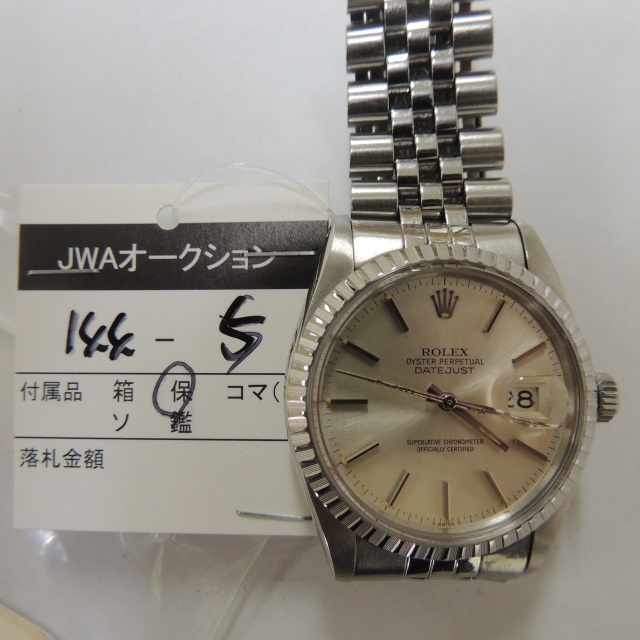 JWAオークション
144-5
付属品 箱 保 コマ(
ソ 鑑
落札金額
ROLEX
OYSTER PERPETUAL
DATEJUST
28
SUPERLATIVE CHRONOMETER
OFFICIALLY CERTIFIED